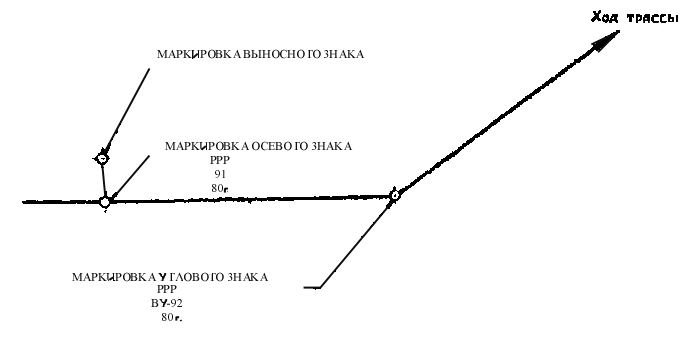 Ход трассы
МАРКИРОВКА ВЫНОСНОГО ЗНАКА
МАРКИРОВКА ОСЕВОГО ЗНАКА
РРР
91
80г.
МАРКИРОВКА УГЛОВОГО ЗНАКА
РРР
ВУ-92
80г.